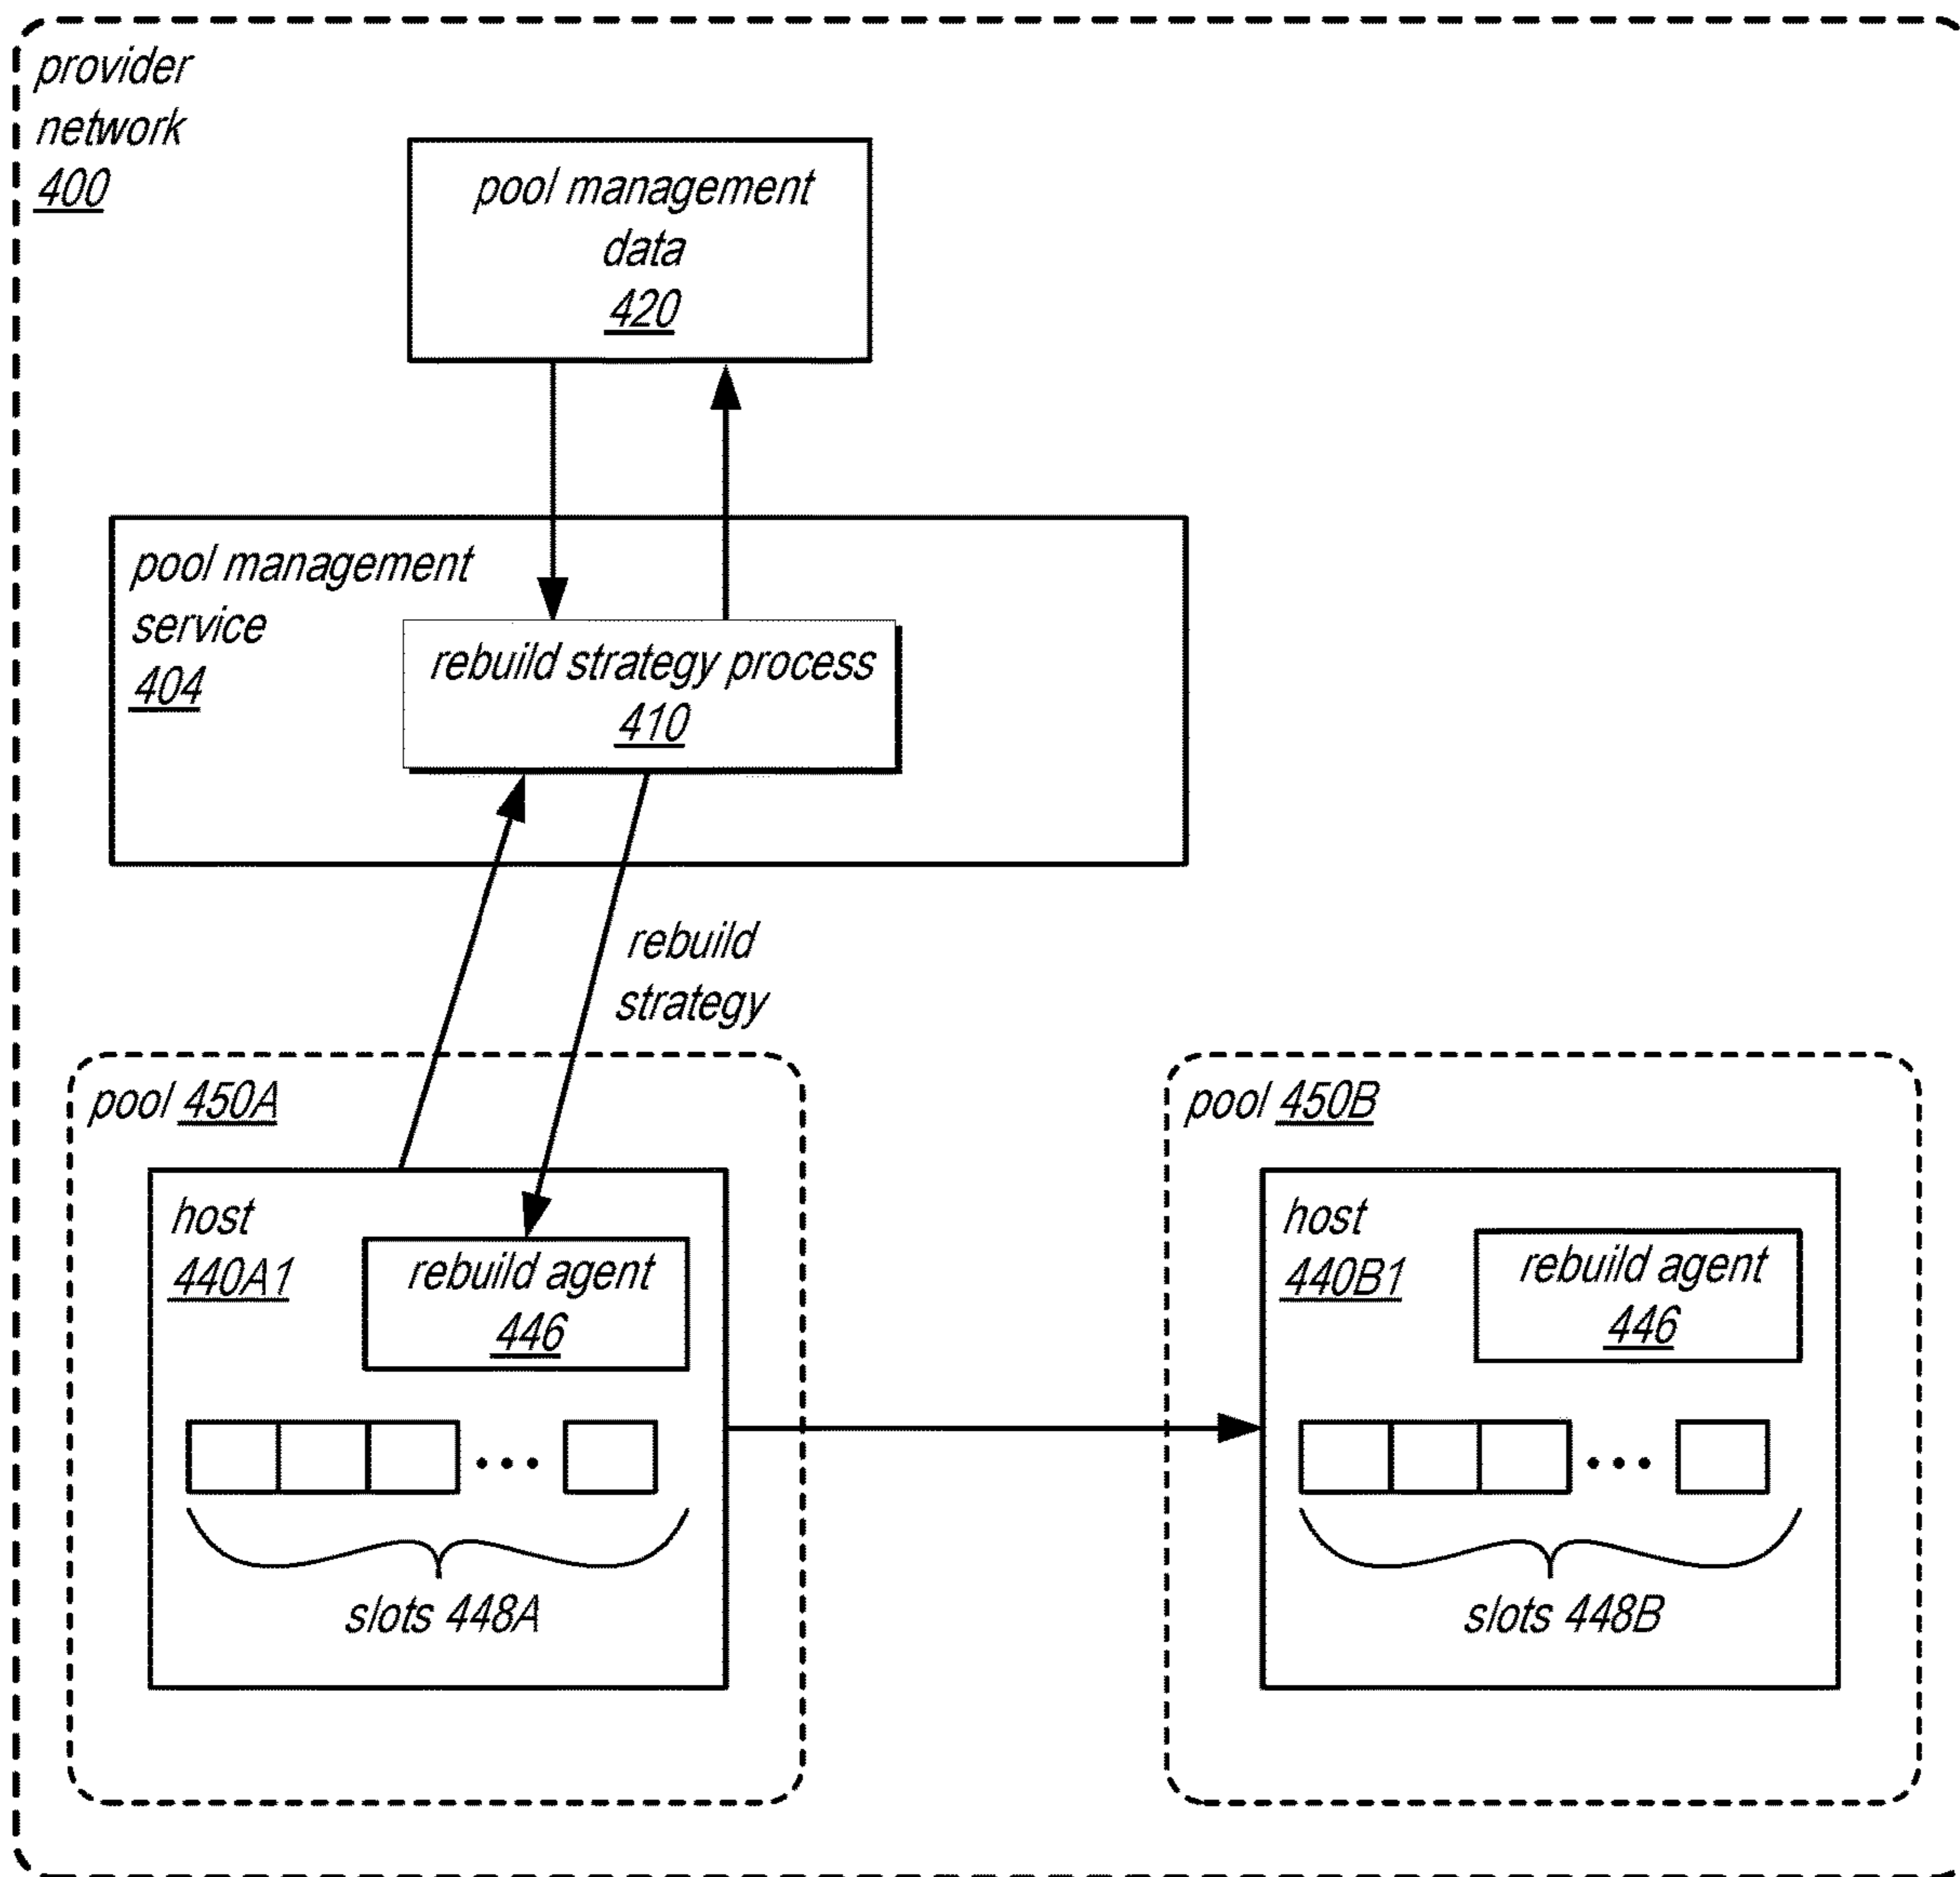 provider
network
400
pool management
data
420
pool management
service
404
rebuild strategy process
410
rebuild
strategy
pool 450A
host
440A1
rebuild agent
446
slots 448A
pool 450B
host
440B1
rebuild agent
446
slots 448B